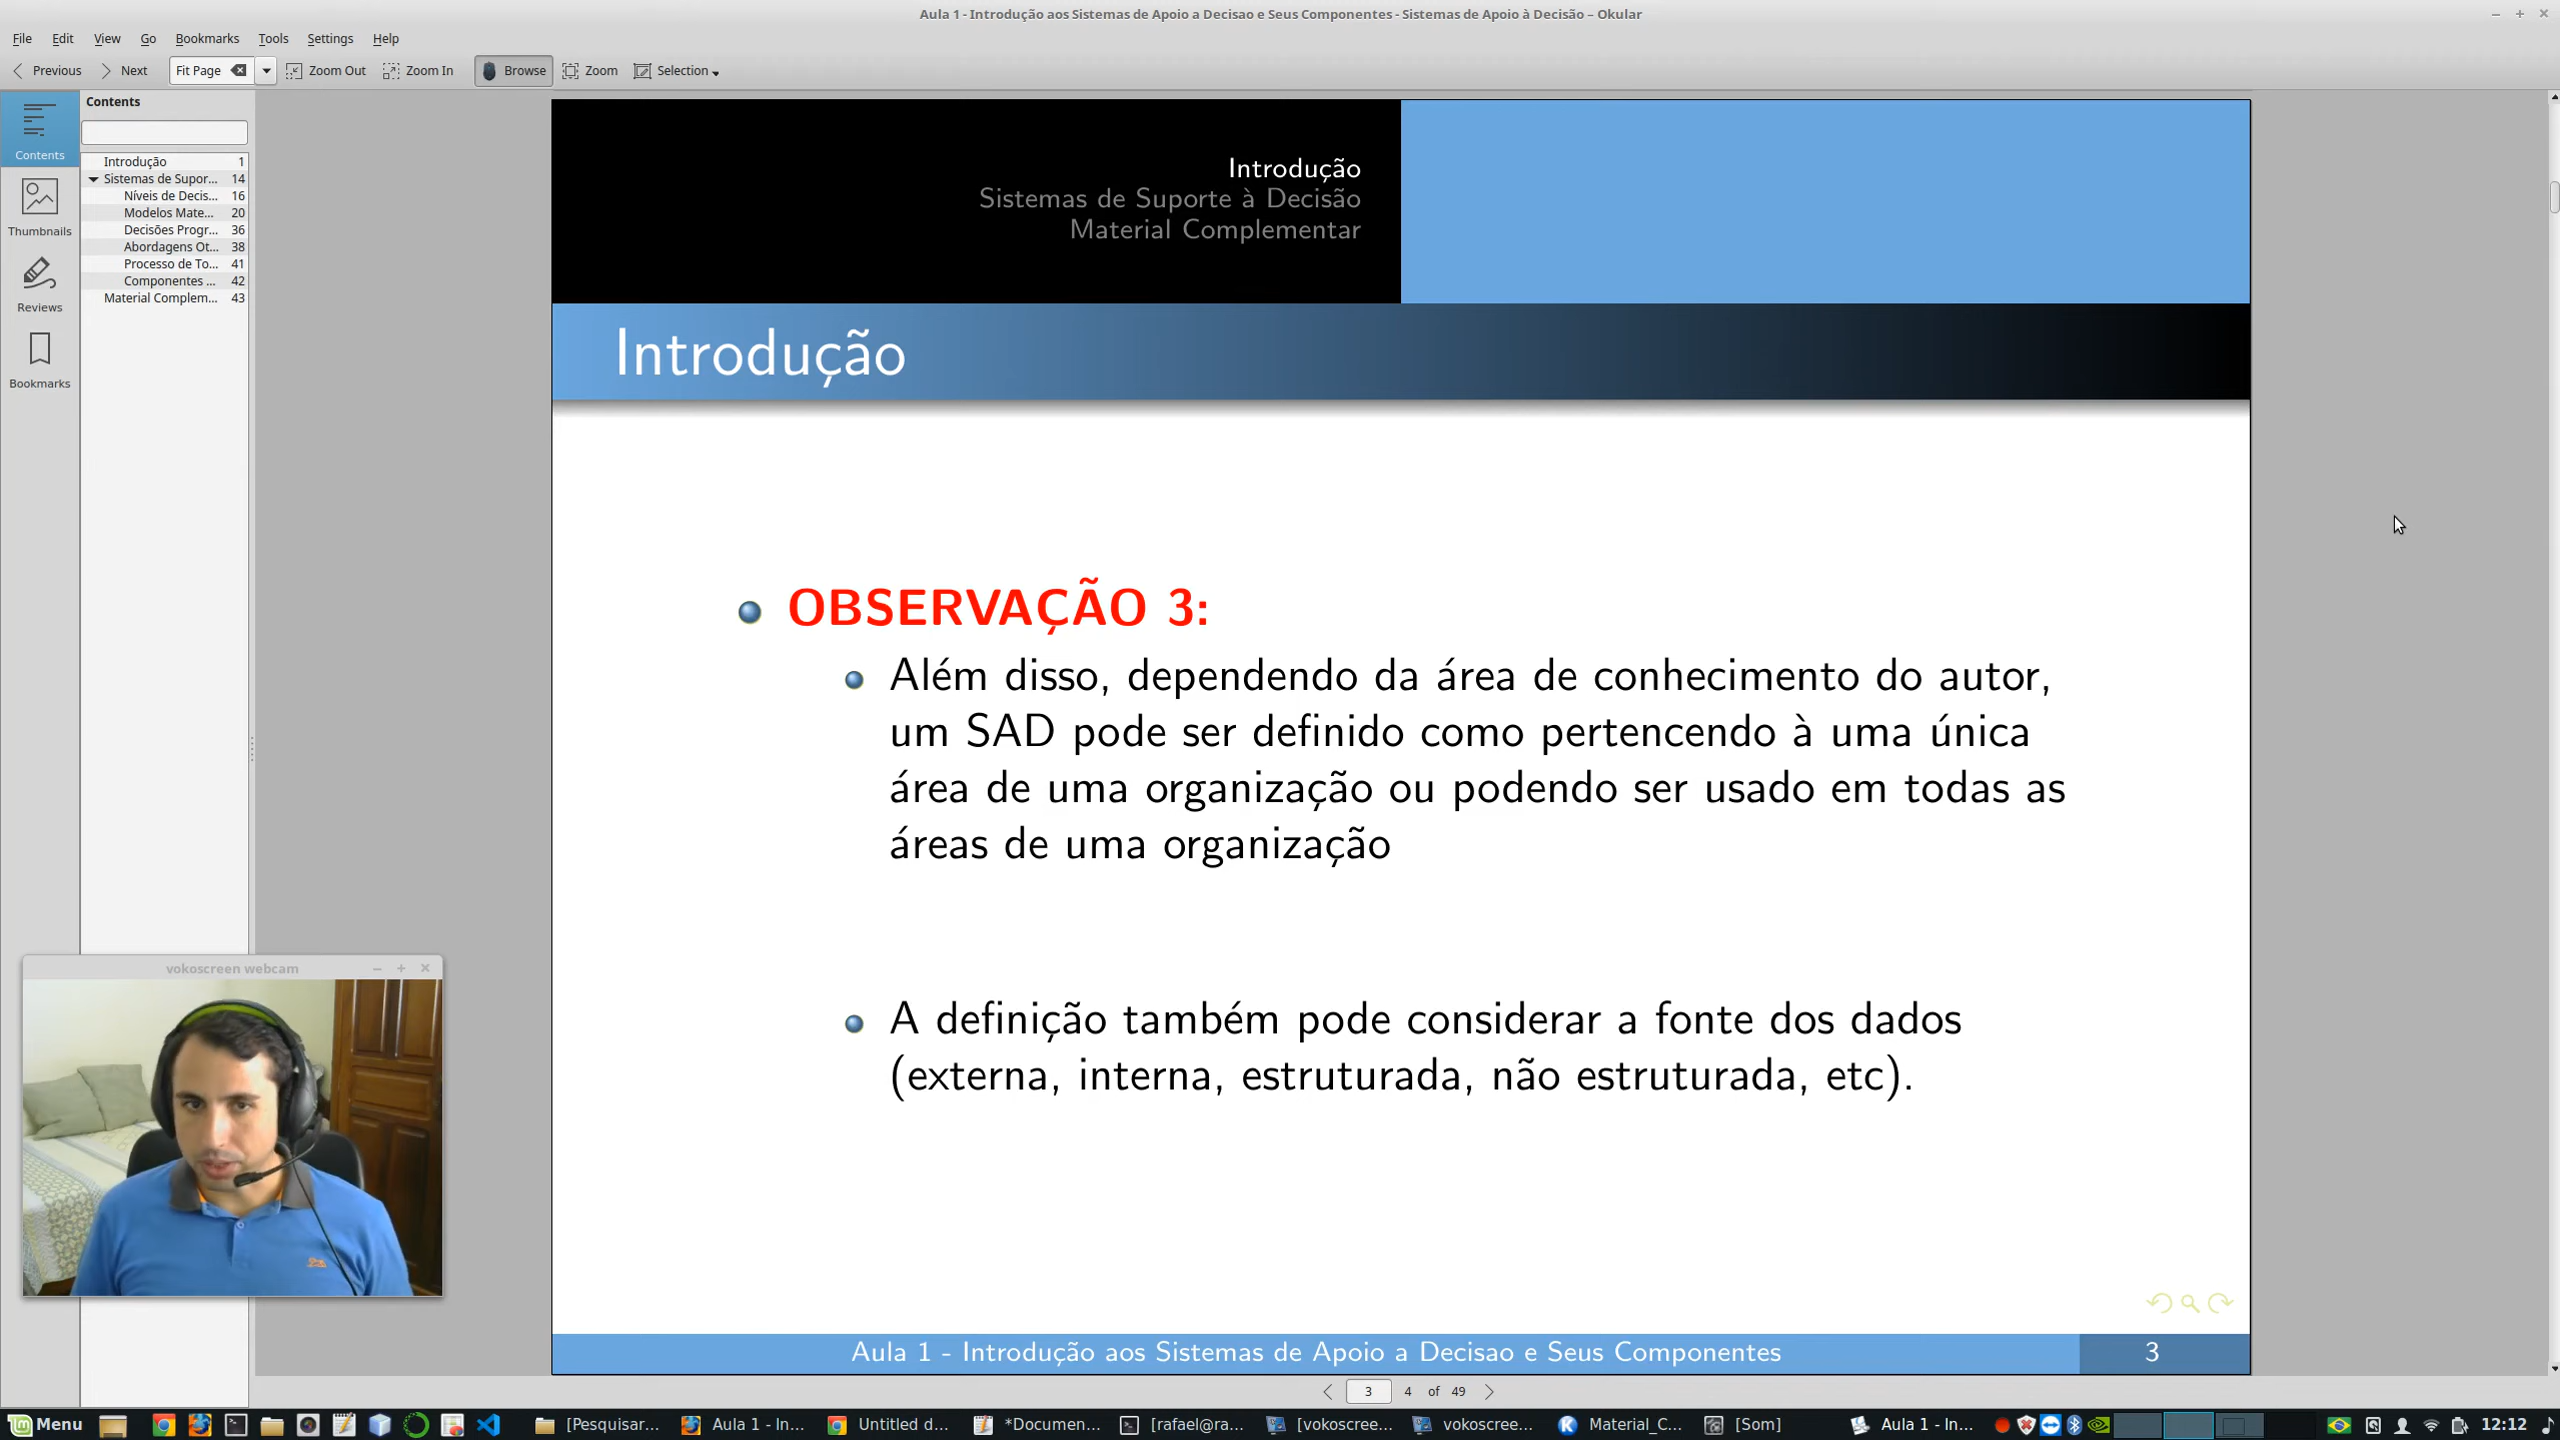 Aula 1 - Introdução aos Sistemas de Apoio a Decisao e Seus Componentes - Sistemas de Apoio à Decisão – Okular
File Edit View Go Bookmarks Tools Settings Help
Previous Next Fit Page Zoom Out Zoom In Browse Zoom Selection
Contents
Contents
Thumbnails
Reviews
Bookmarks
Introdução 1
Sistemas de Supor... 14
Níveis de Decis... 16
Modelos Mate... 20
Decisões Progr... 36
Abordagens Ot... 38
Processo de To... 41
Componentes ... 42
Material Complem... 43
Introdução
Sistemas de Suporte à Decisão
Material Complementar
Introdução
OBSERVAÇÃO 3:
Além disso, dependendo da área de conhecimento do autor,
um SAD pode ser definido como pertencendo à uma única
área de uma organização ou podendo ser usado em todas as
áreas de uma organização
A definição também pode considerar a fonte dos dados
(externa, interna, estruturada, não estruturada, etc).
Aula 1 - Introdução aos Sistemas de Apoio a Decisao e Seus Componentes 3
vokoscreen webcam
3 4 of 49
Menu [Pesquisar... Aula 1 - In... Untitled d... *Documen... [rafael@ra... [vokoscree... vokoscree... Material_C... [Som] Aula 1 - In... 12:12